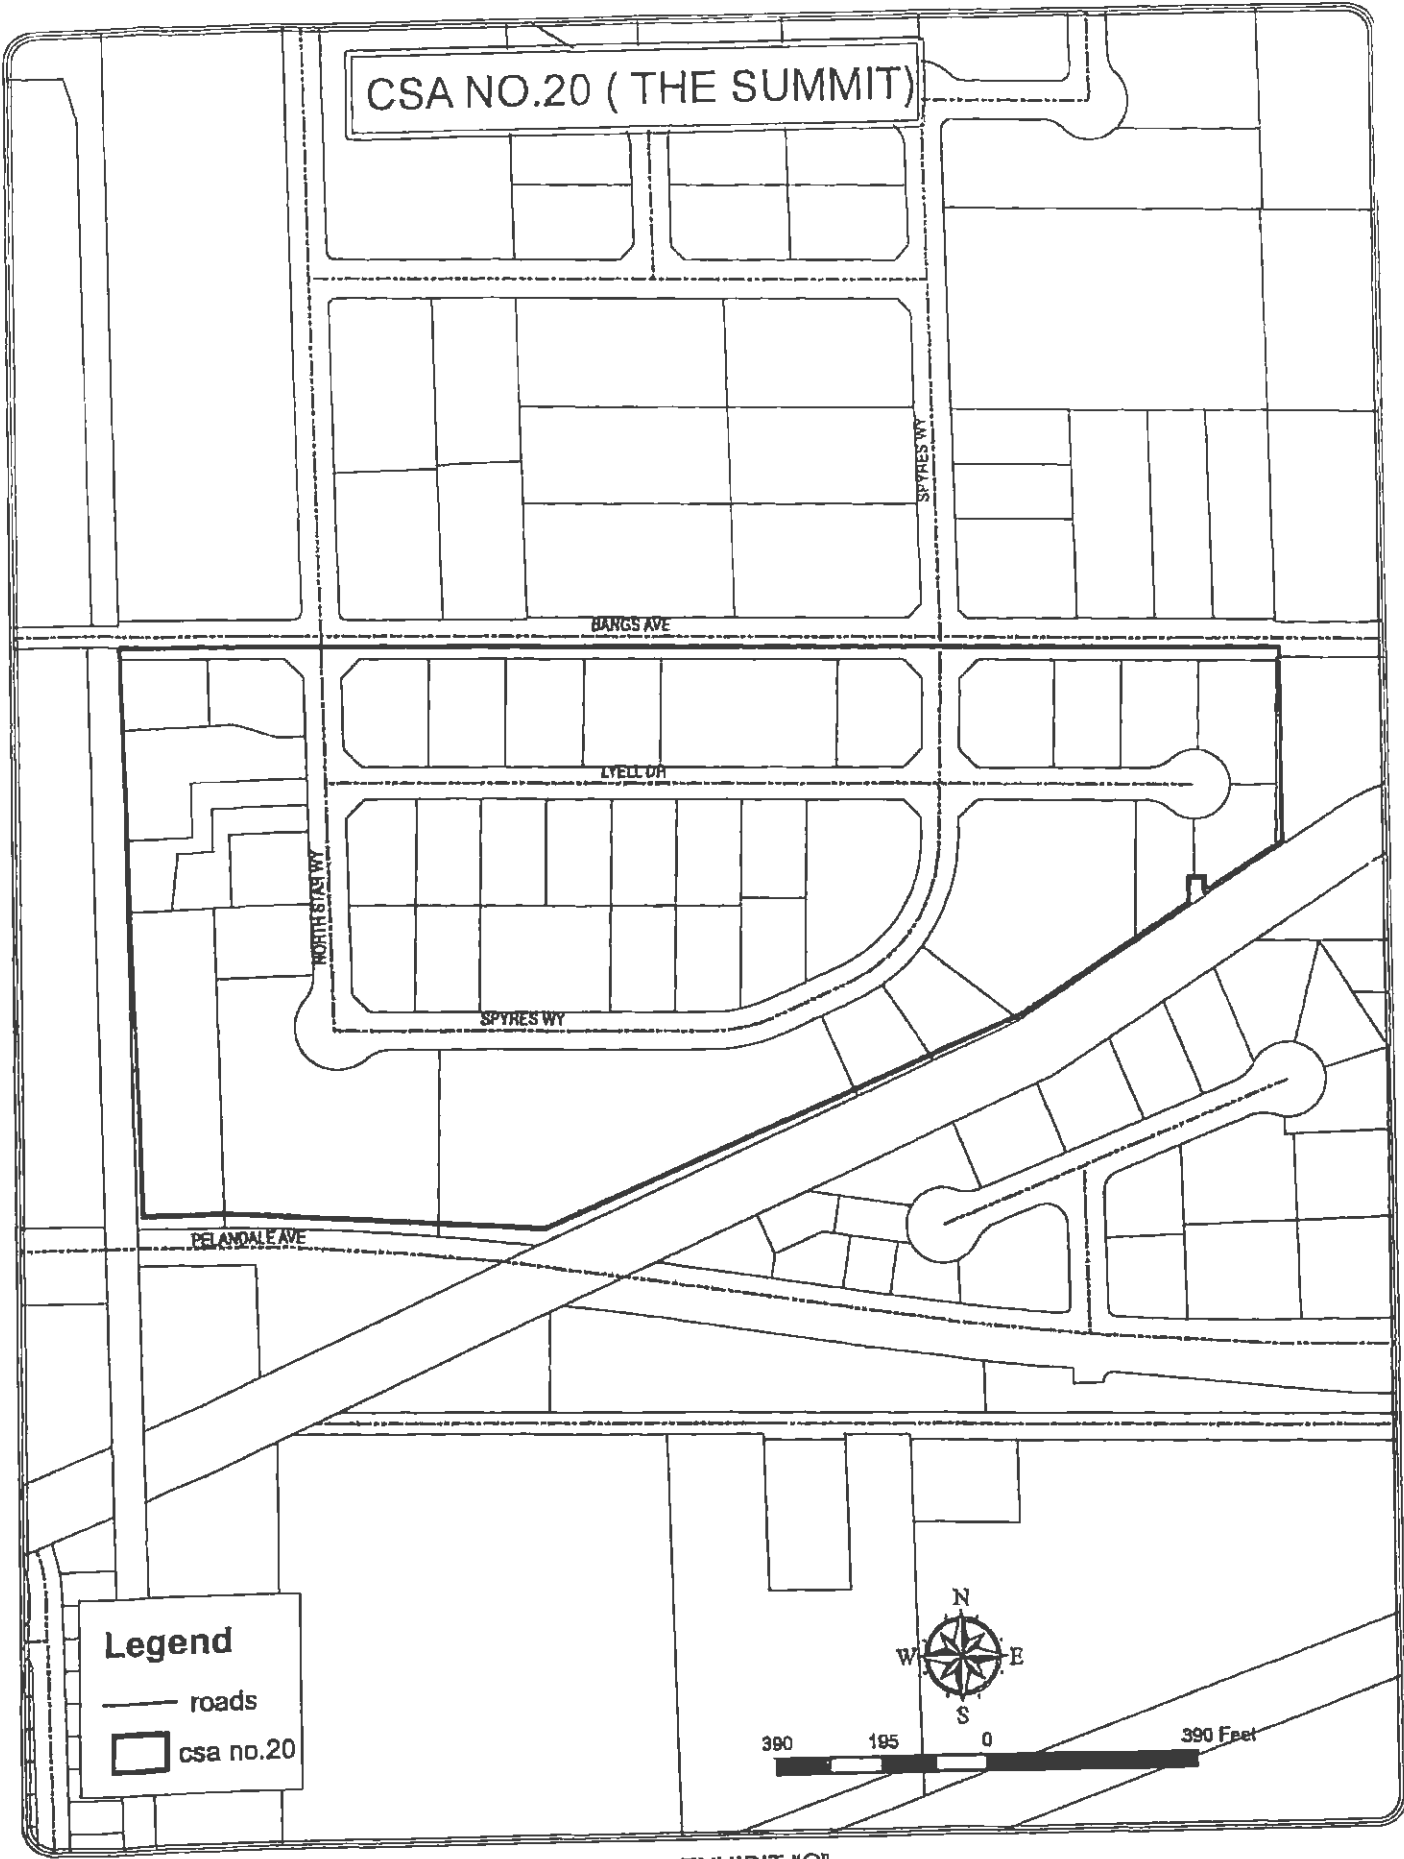 CSA NO.20 ( THE SUMMIT)
SPYRES WY
BANGS AVE
LYELL DR
NORTH STAR WY
SPYRES WY
PELANDALE AVE
Legend
roads
csa no.20
N
W E
S
390 195 0 390 Feet